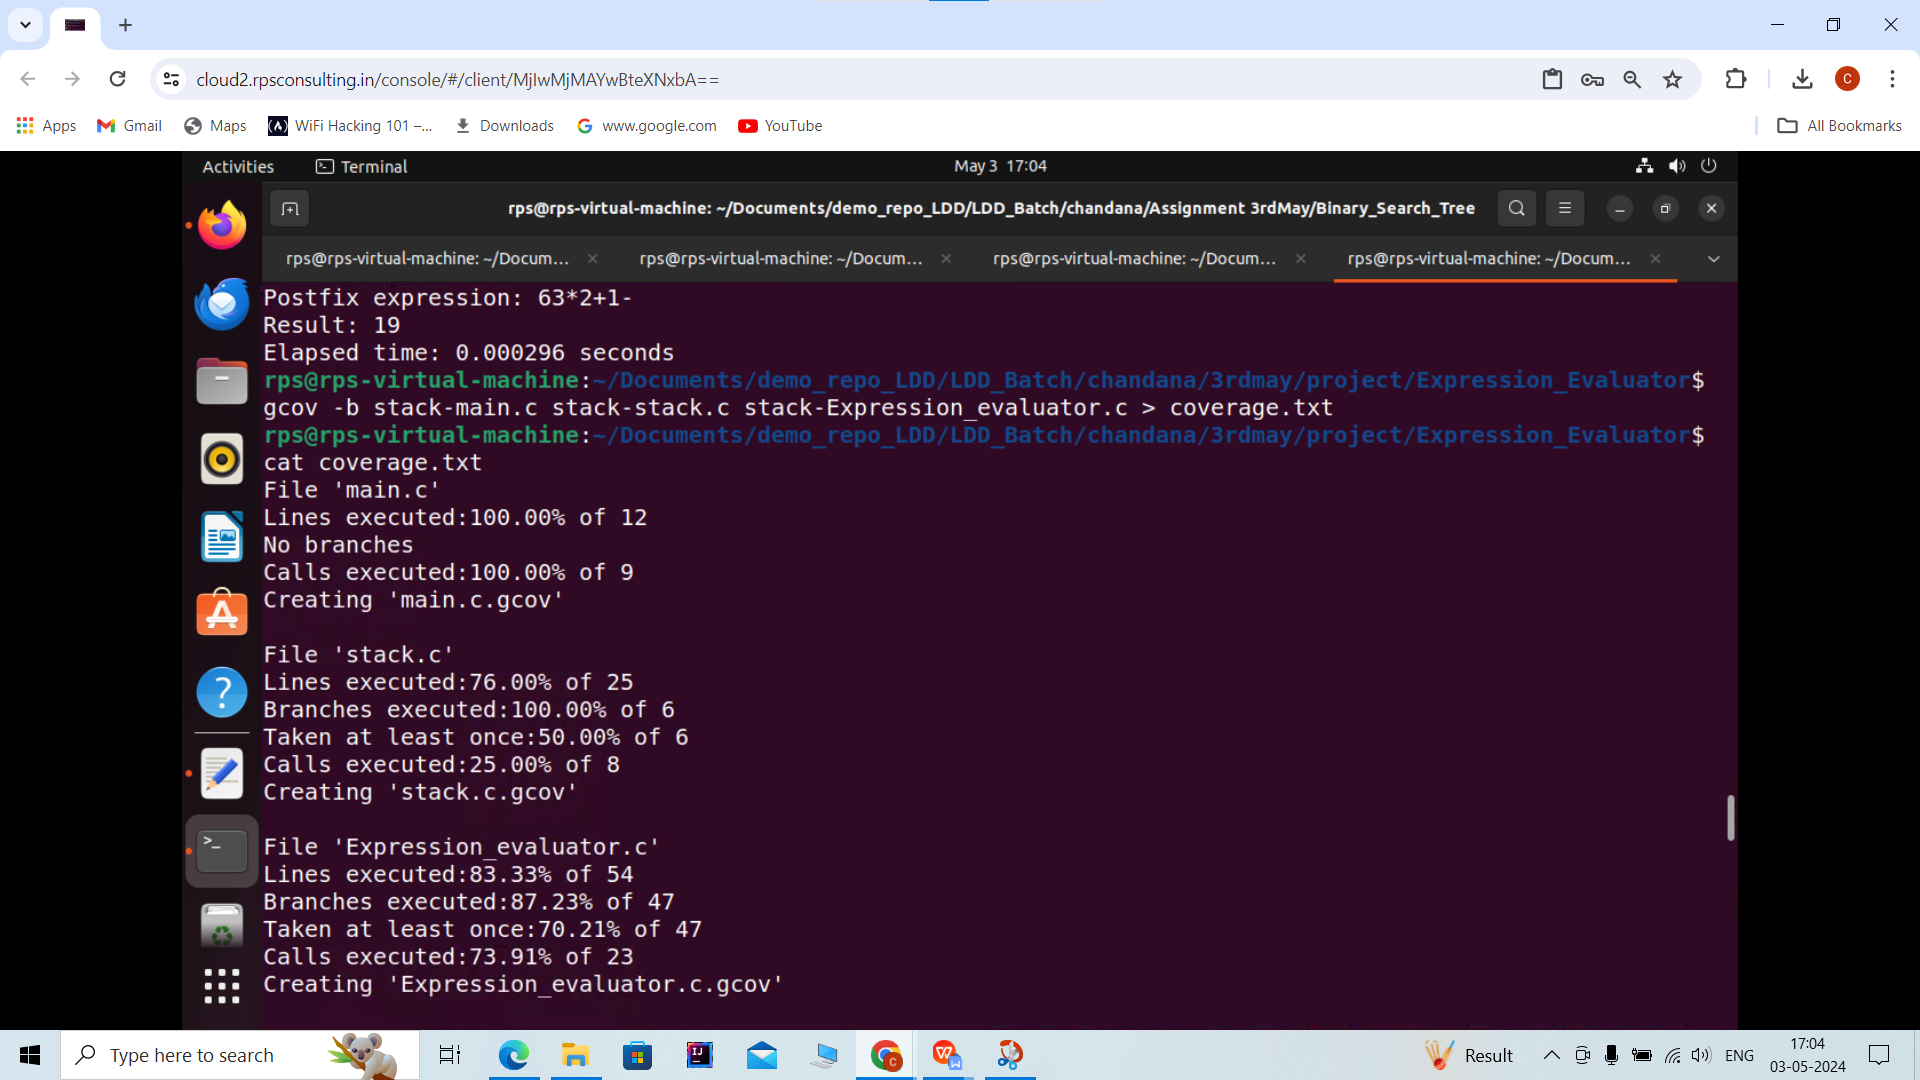 cloud2.rpsconsulting.in/console/#/client/MjIwMjMAYwBteXNxbA==
C
Apps
Gmail
Maps
WiFi Hacking 101 –...
Downloads
www.google.com
YouTube
All Bookmarks
Activities
Terminal
May 3 17:04
rps@rps-virtual-machine: ~/Documents/demo_repo_LDD/LDD_Batch/chandana/Assignment 3rdMay/Binary_Search_Tree
rps@rps-virtual-machine: ~/Docum...
rps@rps-virtual-machine: ~/Docum...
rps@rps-virtual-machine: ~/Docum...
rps@rps-virtual-machine: ~/Docum...
Postfix expression: 63*2+1-
Result: 19
Elapsed time: 0.000296 seconds
rps@rps-virtual-machine:~/Documents/demo_repo_LDD/LDD_Batch/chandana/3rdmay/project/Expression_Evaluator$
gcov -b stack-main.c stack-stack.c stack-Expression_evaluator.c > coverage.txt
rps@rps-virtual-machine:~/Documents/demo_repo_LDD/LDD_Batch/chandana/3rdmay/project/Expression_Evaluator$
cat coverage.txt
File 'main.c'
Lines executed:100.00% of 12
No branches
Calls executed:100.00% of 9
Creating 'main.c.gcov'
File 'stack.c'
Lines executed:76.00% of 25
Branches executed:100.00% of 6
Taken at least once:50.00% of 6
Calls executed:25.00% of 8
Creating 'stack.c.gcov'
File 'Expression_evaluator.c'
Lines executed:83.33% of 54
Branches executed:87.23% of 47
Taken at least once:70.21% of 47
Calls executed:73.91% of 23
Creating 'Expression_evaluator.c.gcov'
Type here to search
Result
ENG
17:04
03-05-2024